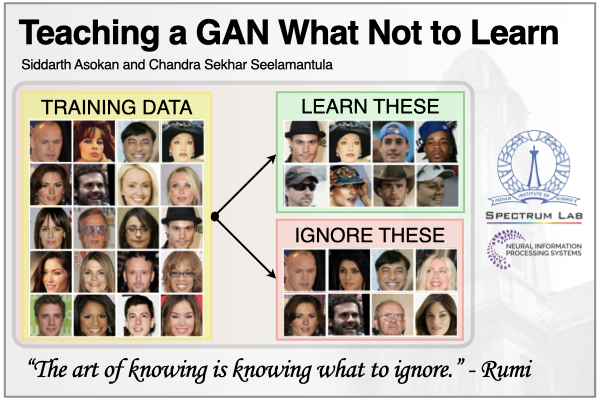 Teaching a GAN What Not to Learn
Siddarth Asokan and Chandra Sekhar Seelamantula
TRAINING DATA
LEARN THESE
IGNORE THESE
INDIAN INSTITUTE OF SCIENCE
SPECTRUM LAB
NEURAL INFORMATION
PROCESSING SYSTEMS
“The art of knowing is knowing what to ignore.” - Rumi